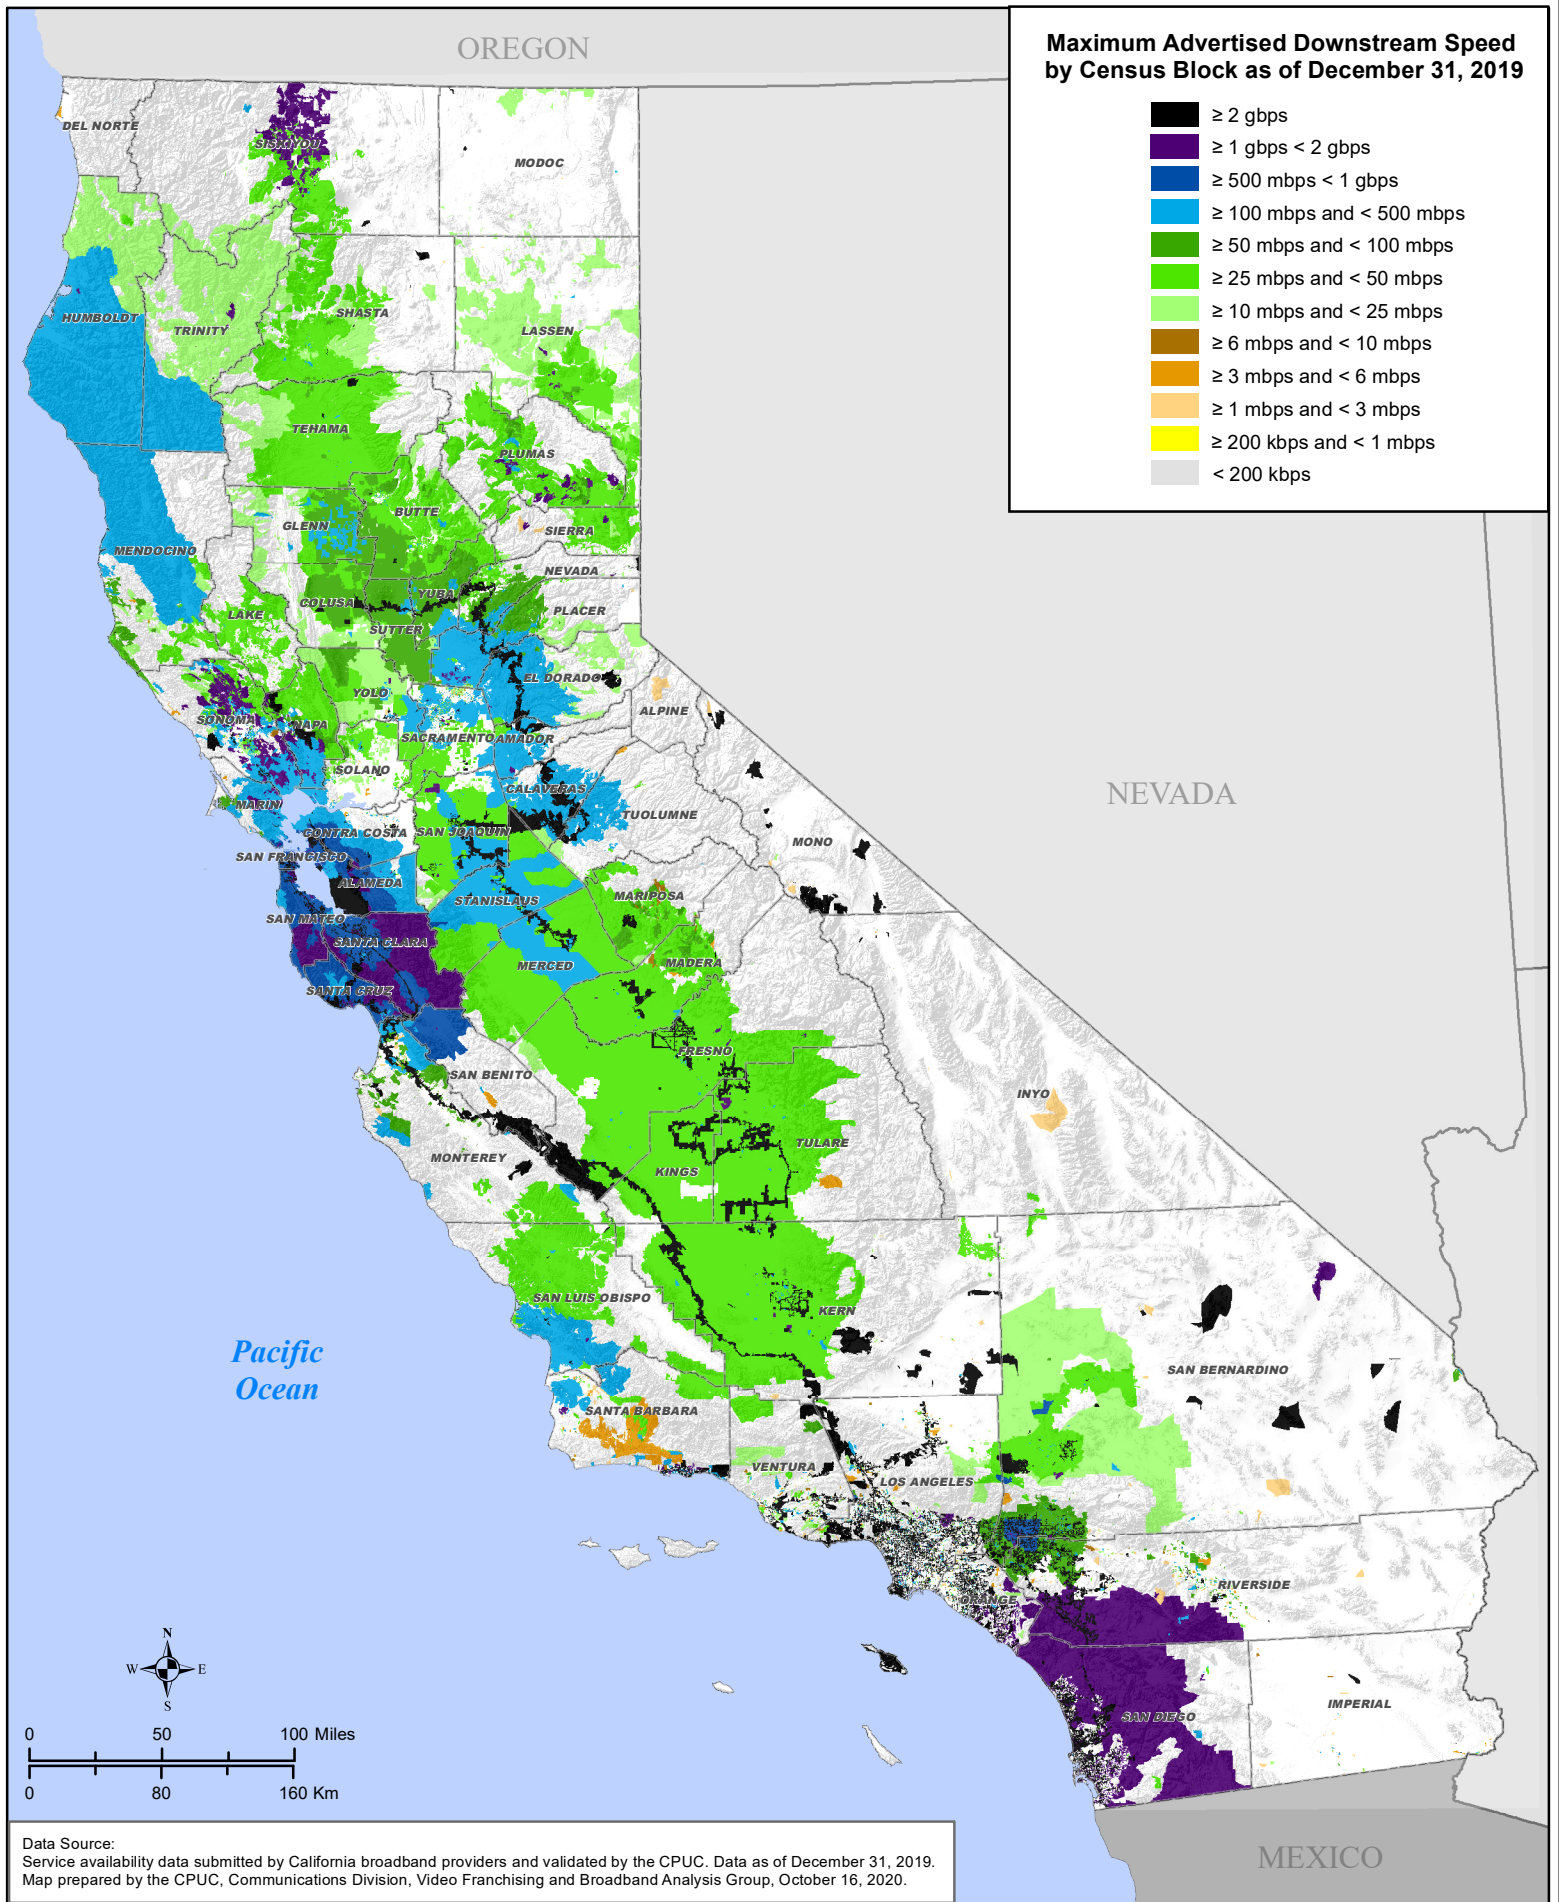 OREGON
Maximum Advertised Downstream Speed
by Census Block as of December 31, 2019
≥ 2 gbps
≥ 1 gbps < 2 gbps
≥ 500 mbps < 1 gbps
≥ 100 mbps and < 500 mbps
≥ 50 mbps and < 100 mbps
≥ 25 mbps and < 50 mbps
≥ 10 mbps and < 25 mbps
≥ 6 mbps and < 10 mbps
≥ 3 mbps and < 6 mbps
≥ 1 mbps and < 3 mbps
≥ 200 kbps and < 1 mbps
< 200 kbps
DEL NORTE
SISKIYOU
MODOC
HUMBOLDT
TRINITY
SHASTA
LASSEN
TEHAMA
PLUMAS
GLENN
BUTTE
SIERRA
MENDOCINO
NEVADA
COLUSA
YUBA
PLACER
LAKE
SUTTER
EL DORADO
YOLO
ALPINE
SONOMA
NAPA
SACRAMENTO
AMADOR
SOLANO
CALAVERAS
NEVADA
MARIN
TUOLUMNE
CONTRA COSTA
SAN JOAQUIN
MONO
SAN FRANCISCO
ALAMEDA
MARIPOSA
STANISLAUS
SAN MATEO
SANTA CLARA
MERCED
MADERA
SANTA CRUZ
FRESNO
SAN BENITO
INYO
TULARE
MONTEREY
KINGS
SAN LUIS OBISPO
KERN
Pacific
Ocean
SAN BERNARDINO
SANTA BARBARA
VENTURA
LOS ANGELES
RIVERSIDE
ORANGE
N
W
E
S
SAN DIEGO
IMPERIAL
0
50
100 Miles
0
80
160 Km
MEXICO
Data Source:
Service availability data submitted by California broadband providers and validated by the CPUC. Data as of December 31, 2019.
Map prepared by the CPUC, Communications Division, Video Franchising and Broadband Analysis Group, October 16, 2020.